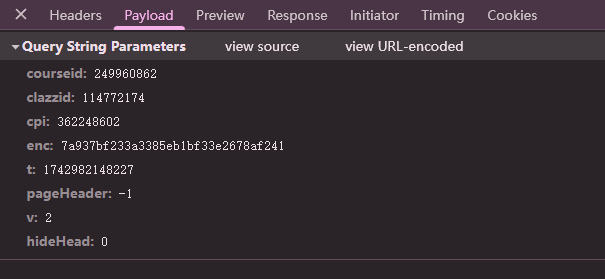 Headers Payload Preview Response Initiator Timing Cookies
Query String Parameters view source view URL-encoded
courseid: 249960862
clazzid: 114772174
cpi: 362248602
enc: 7a937bf233a3385eb1bf33e2678af241
t: 1742982148227
pageHeader: -1
v: 2
hideHead: 0